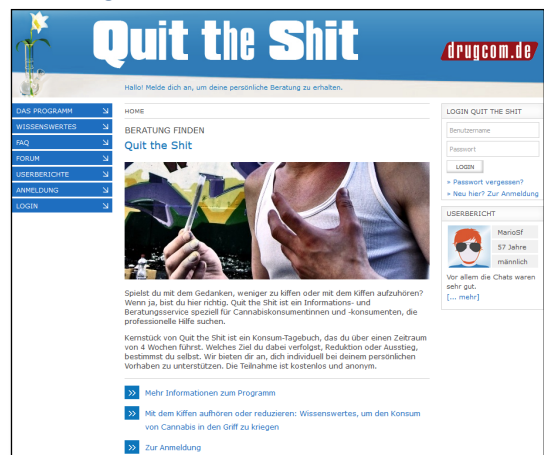 Quit the Shit
drugcom.de
Hallo! Melde dich an, um deine persönliche Beratung zu erhalten.
DAS PROGRAMM
WISSENSWERTES
FAQ
FORUM
USERBERICHTE
ANMELDUNG
LOGIN
HOME
BERATUNG FINDEN
Quit the Shit
Spielst du mit dem Gedanken, weniger zu kiffen oder mit dem Kiffen aufzuhören?
Wenn ja, bist du hier richtig. Quit the Shit ist ein Informations- und
Beratungsservice speziell für Cannabiskonsumentinnen und -konsumenten, die
professionelle Hilfe suchen.
Kernstück von Quit the Shit ist ein Konsum-Tagebuch, das du über einen Zeitraum
von 4 Wochen führst. Welches Ziel du dabei verfolgst, Reduktion oder Ausstieg,
bestimmst du selbst. Wir bieten dir an, dich individuell bei deinem persönlichen
Vorhaben zu unterstützen. Die Teilnahme ist kostenlos und anonym.
» Mehr Informationen zum Programm
» Mit dem Kiffen aufhören oder reduzieren: Wissenswertes, um den Konsum
von Cannabis in den Griff zu kriegen
» Zur Anmeldung
LOGIN QUIT THE SHIT
Benutzername
Passwort
LOGIN
» Passwort vergessen?
» Neu hier? Zur Anmeldung
USERBERICHT
MarioSf
57 Jahre
männlich
Vor allem die Chats waren
sehr gut.
[... mehr]